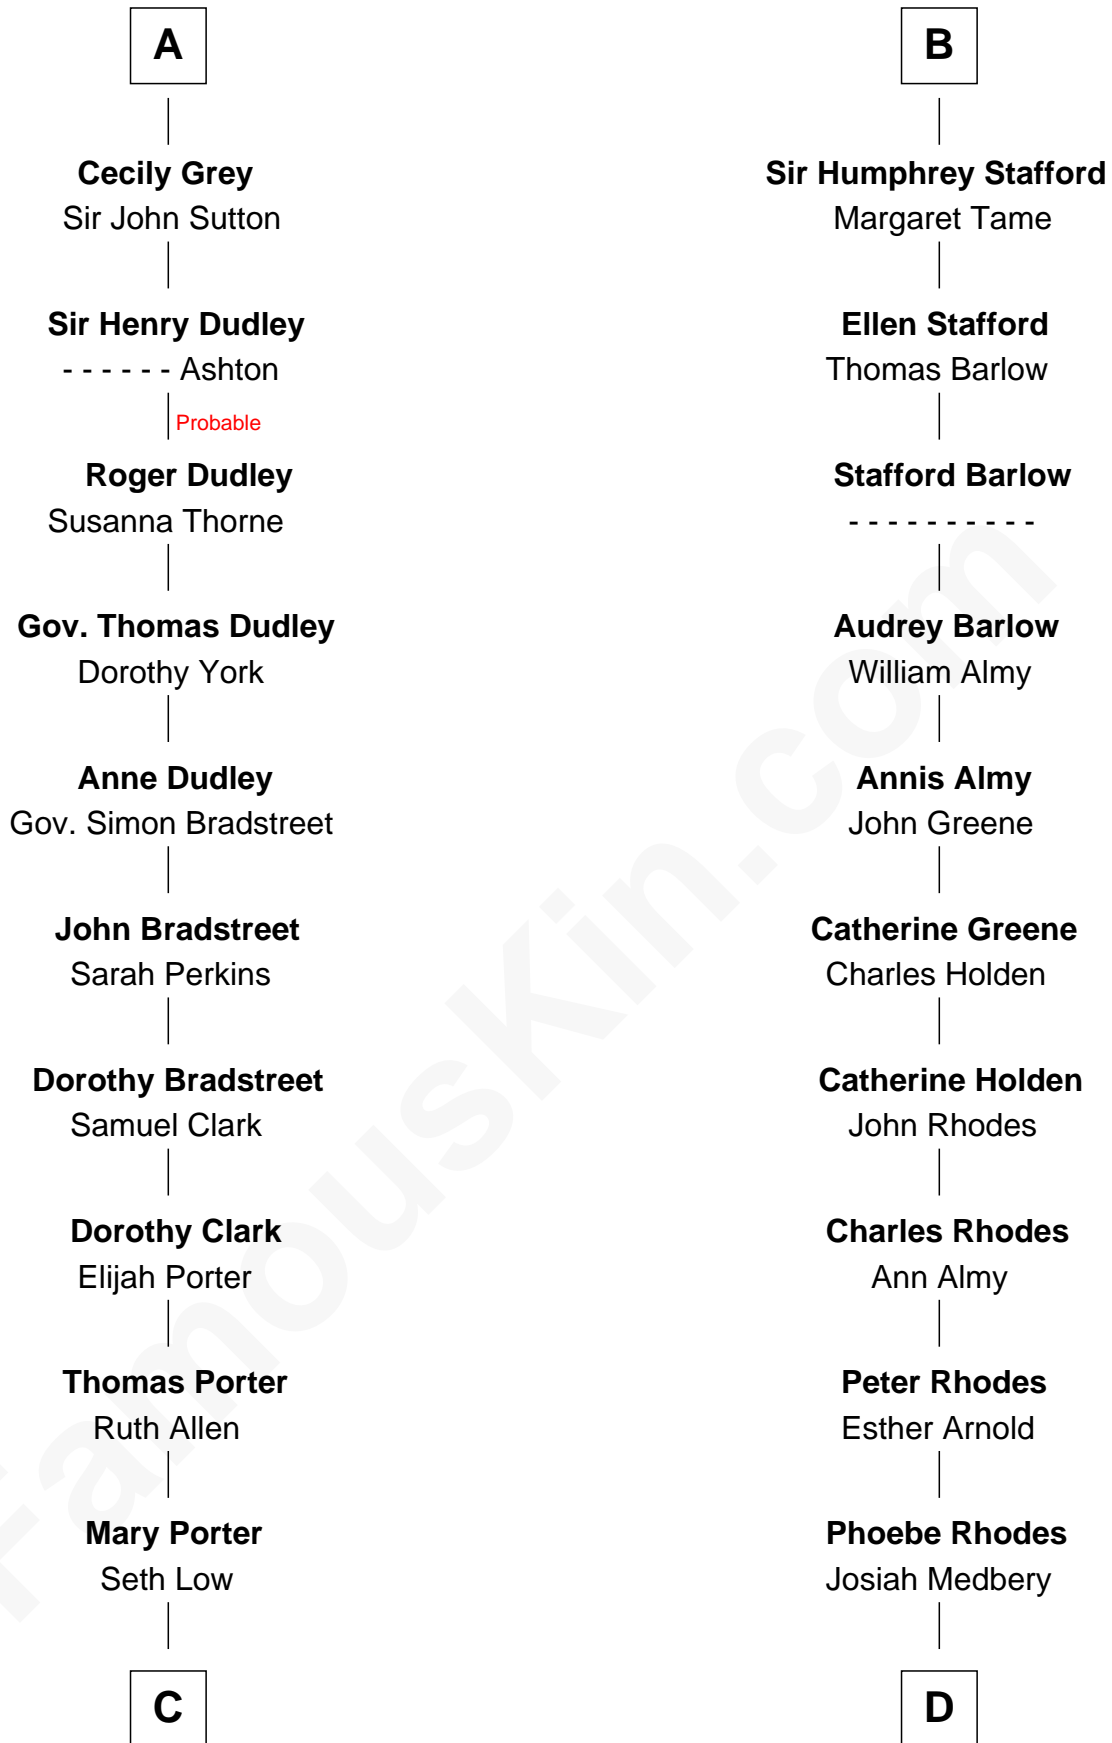 A
Cecily Grey
Sir John Sutton
Sir Henry Dudley
- - - - - - Ashton
Probable
Roger Dudley
Susanna Thorne
Gov. Thomas Dudley
Dorothy York
Anne Dudley
Gov. Simon Bradstreet
John Bradstreet
Sarah Perkins
Dorothy Bradstreet
Samuel Clark
Dorothy Clark
Elijah Porter
Thomas Porter
Ruth Allen
Mary Porter
Seth Low
C
B
Sir Humphrey Stafford
Margaret Tame
Ellen Stafford
Thomas Barlow
Stafford Barlow
- - - - - - - - - -
Audrey Barlow
William Almy
Annis Almy
John Greene
Catherine Greene
Charles Holden
Catherine Holden
John Rhodes
Charles Rhodes
Ann Almy
Peter Rhodes
Esther Arnold
Phoebe Rhodes
Josiah Medbery
D
FamousKin.com